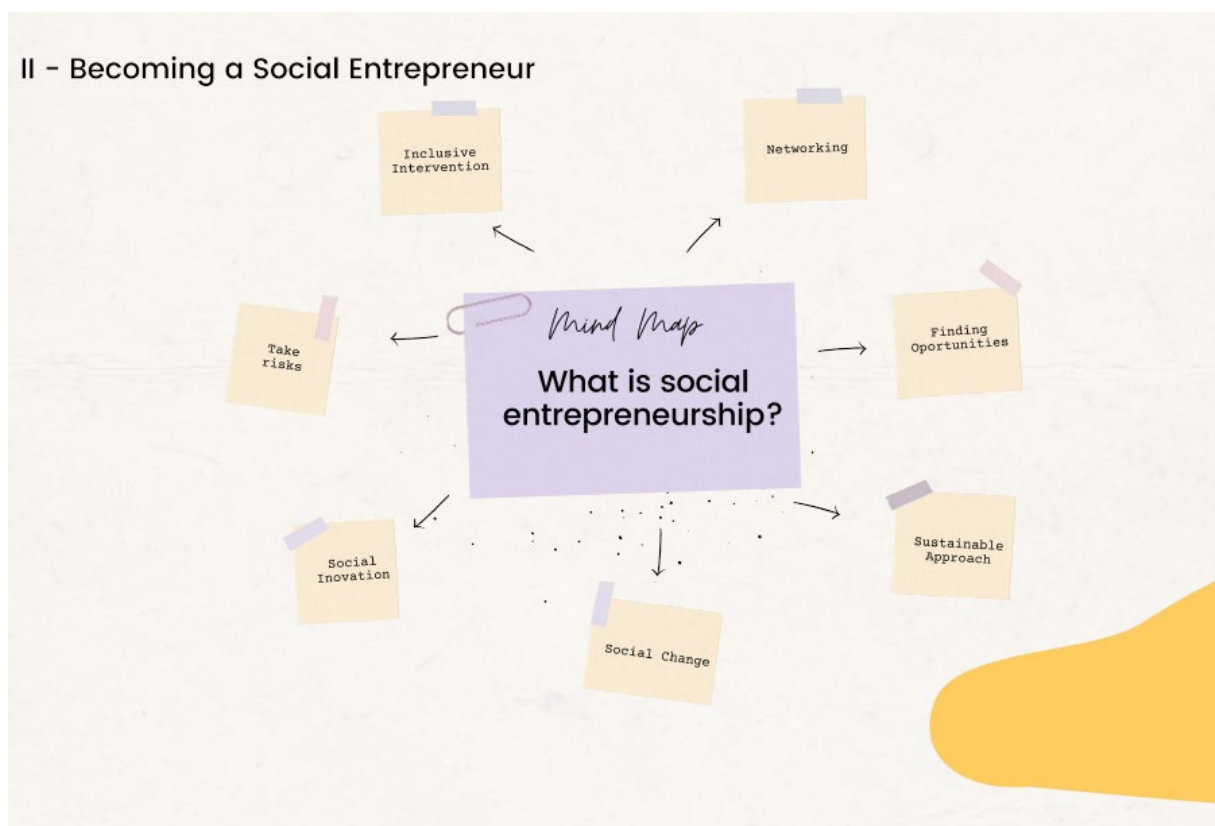 II - Becoming a Social Entrepreneur
Inclusive
Intervention
Networking
Mind Map
What is social
entrepreneurship?
Take
risks
Finding
Oportunities
Social
Inovation
Sustainable
Approach
Social Change